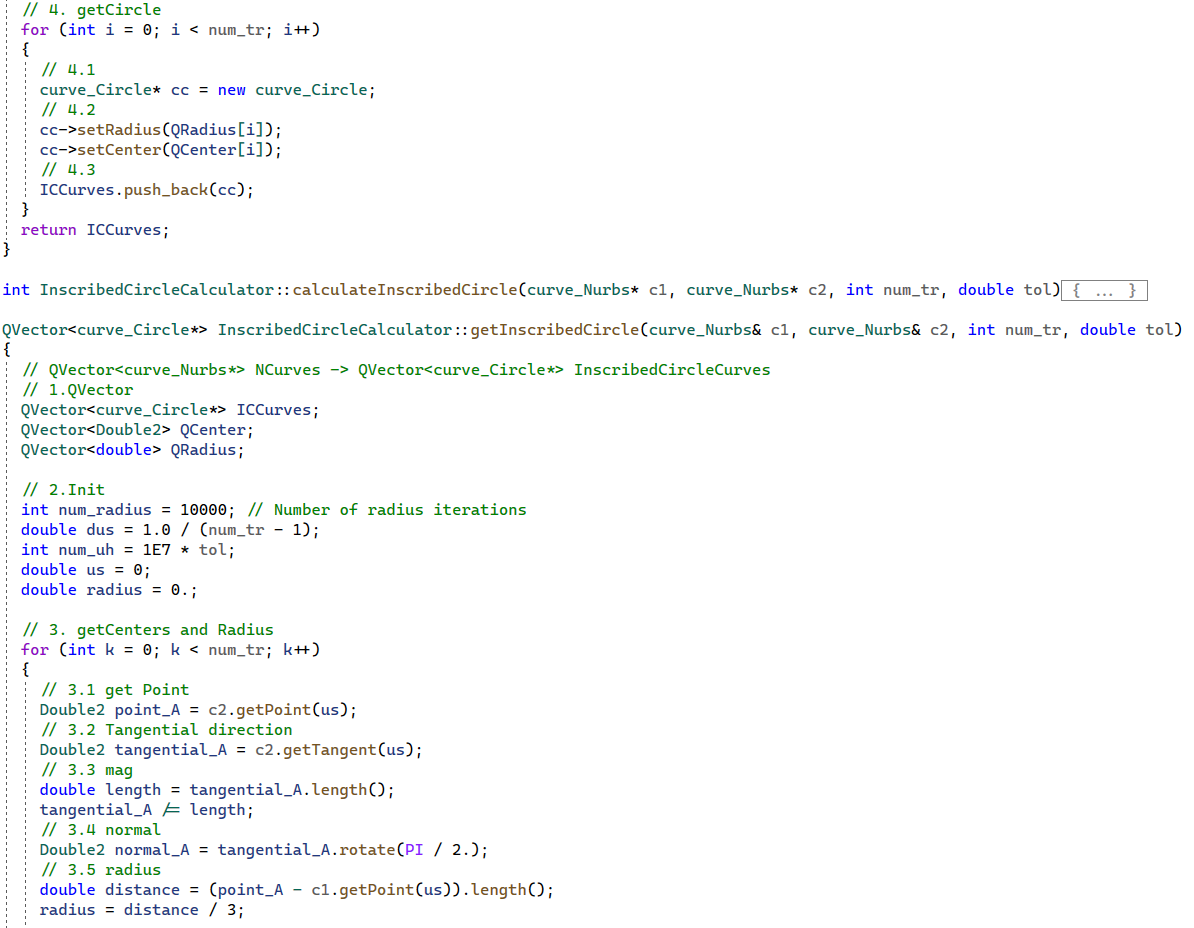 // 4. getCircle
for (int i = 0; i < num_tr; i++)
{
// 4.1
curve_Circle* cc = new curve_Circle;
// 4.2
cc->setRadius(QRadius[i]);
cc->setCenter(QCenter[i]);
// 4.3
ICCurves.push_back(cc);
}
return ICCurves;
}
int InscribedCircleCalculator::calculateInscribedCircle(curve_Nurbs* c1, curve_Nurbs* c2, int num_tr, double tol){ ... }
QVector<curve_Circle*> InscribedCircleCalculator::getInscribedCircle(curve_Nurbs& c1, curve_Nurbs& c2, int num_tr, double tol)
{
// QVector<curve_Nurbs*> NCurves -> QVector<curve_Circle*> InscribedCircleCurves
// 1.QVector
QVector<curve_Circle*> ICCurves;
QVector<Double2> QCenter;
QVector<double> QRadius;
// 2.Init
int num_radius = 10000; // Number of radius iterations
double dus = 1.0 / (num_tr - 1);
int num_uh = 1E7 * tol;
double us = 0;
double radius = 0.;
// 3. getCenters and Radius
for (int k = 0; k < num_tr; k++)
{
// 3.1 get Point
Double2 point_A = c2.getPoint(us);
// 3.2 Tangential direction
Double2 tangential_A = c2.getTangent(us);
// 3.3 mag
double length = tangential_A.length();
tangential_A /= length;
// 3.4 normal
Double2 normal_A = tangential_A.rotate(PI / 2.);
// 3.5 radius
double distance = (point_A - c1.getPoint(us)).length();
radius = distance / 3;